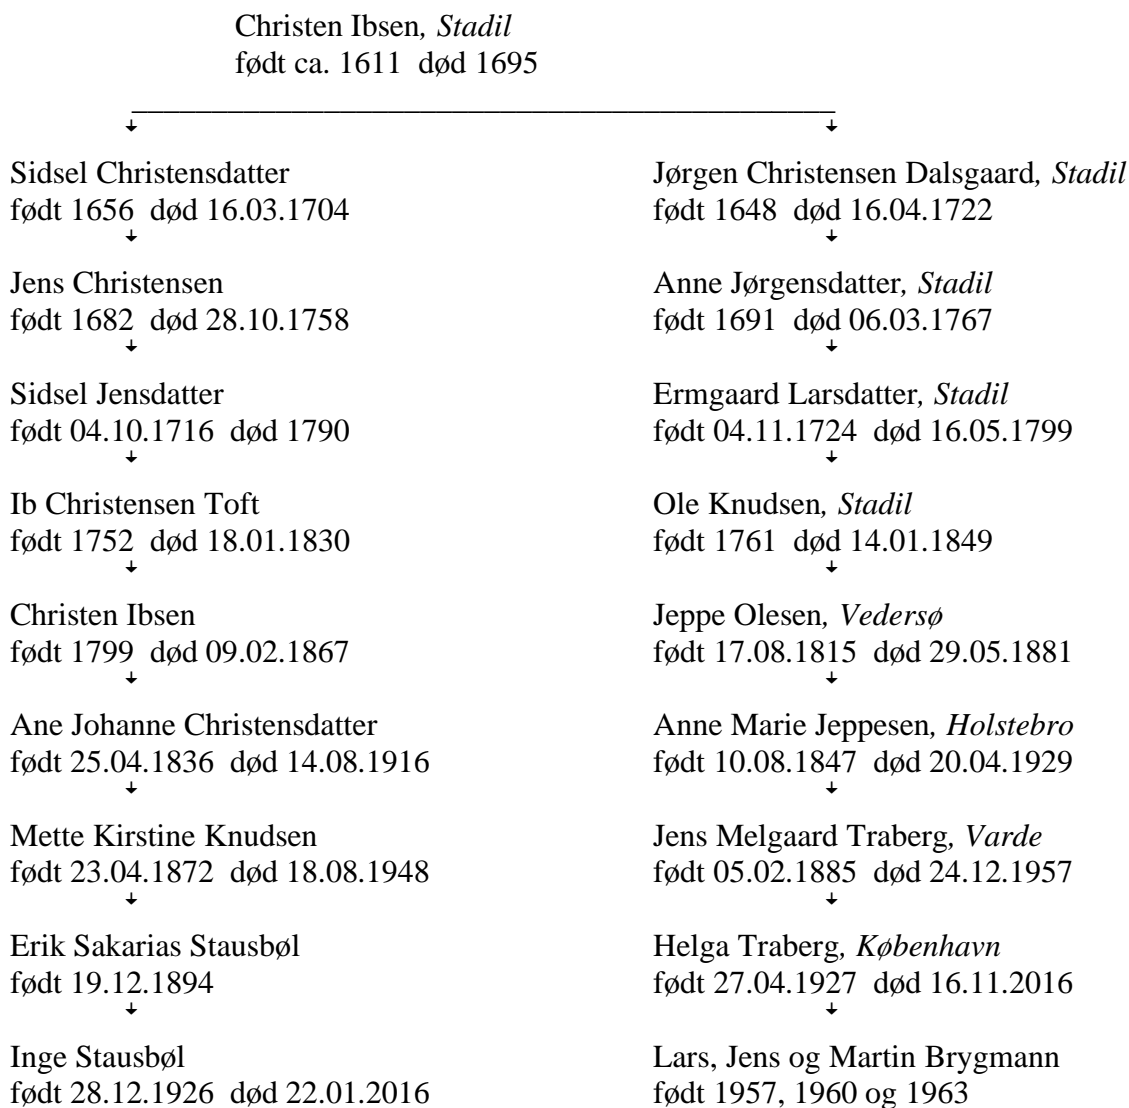 Christen Ibsen, Stadil
født ca. 1611  død 1695
Sidsel Christensdatter
født 1656  død 16.03.1704
Jørgen Christensen Dalsgaard, Stadil
født 1648  død 16.04.1722
Jens Christensen
født 1682  død 28.10.1758
Anne Jørgensdatter, Stadil
født 1691  død 06.03.1767
Sidsel Jensdatter
født 04.10.1716  død 1790
Ermgaard Larsdatter, Stadil
født 04.11.1724  død 16.05.1799
Ib Christensen Toft
født 1752  død 18.01.1830
Ole Knudsen, Stadil
født 1761  død 14.01.1849
Christen Ibsen
født 1799  død 09.02.1867
Jeppe Olesen, Vedersø
født 17.08.1815  død 29.05.1881
Ane Johanne Christensdatter
født 25.04.1836  død 14.08.1916
Anne Marie Jeppesen, Holstebro
født 10.08.1847  død 20.04.1929
Mette Kirstine Knudsen
født 23.04.1872  død 18.08.1948
Jens Melgaard Traberg, Varde
født 05.02.1885  død 24.12.1957
Erik Sakarias Stausbøl
født 19.12.1894
Helga Traberg, København
født 27.04.1927  død 16.11.2016
Inge Stausbøl
født 28.12.1926  død 22.01.2016
Lars, Jens og Martin Brygmann
født 1957, 1960 og 1963